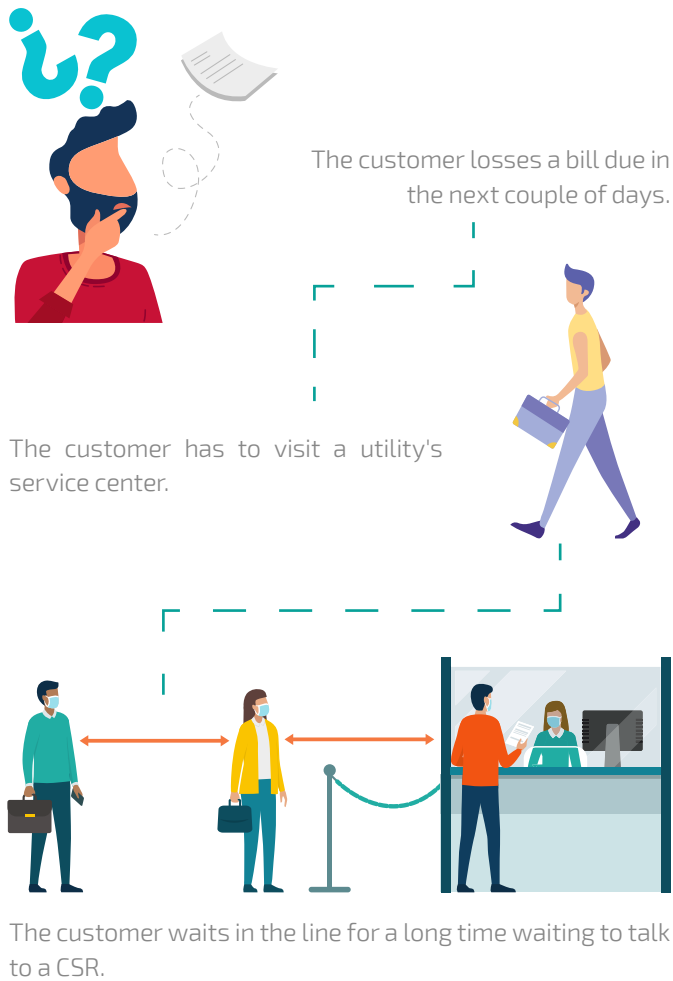 ¿?
The customer losses a bill due in
the next couple of days.
The customer has to visit a utility's
service center.
The customer waits in the line for a long time waiting to talk
to a CSR.